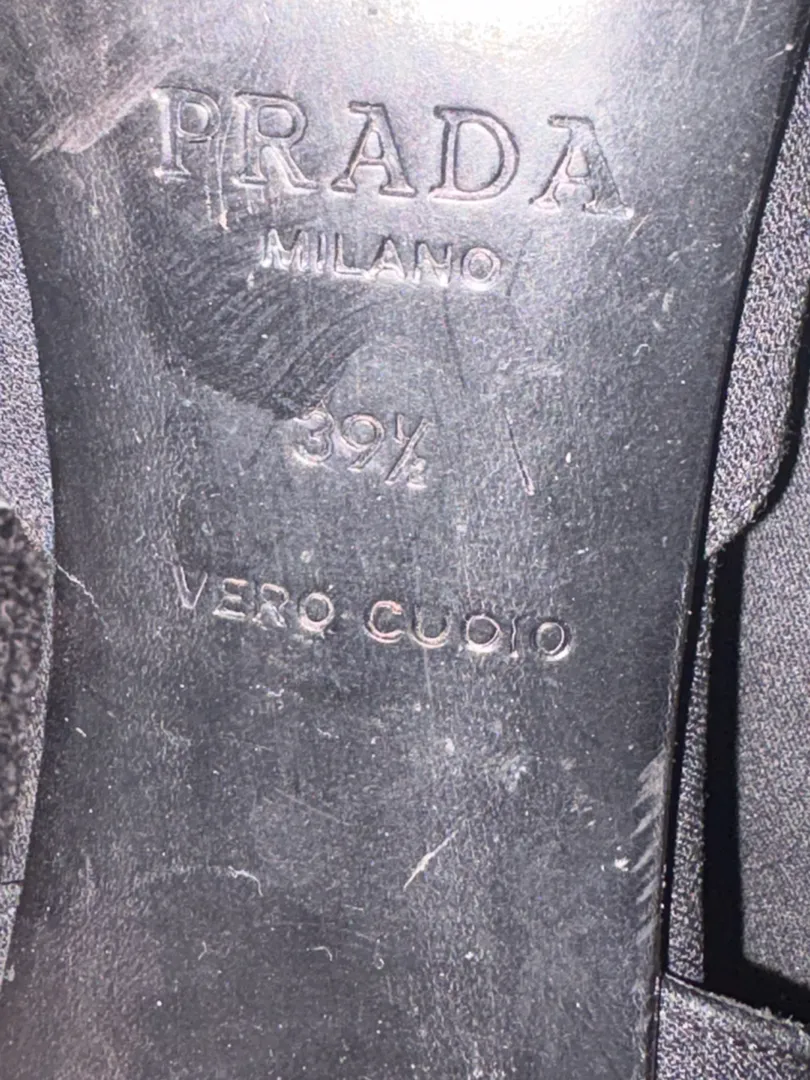 PRADA
MILANO
39½
VERO CUOIO